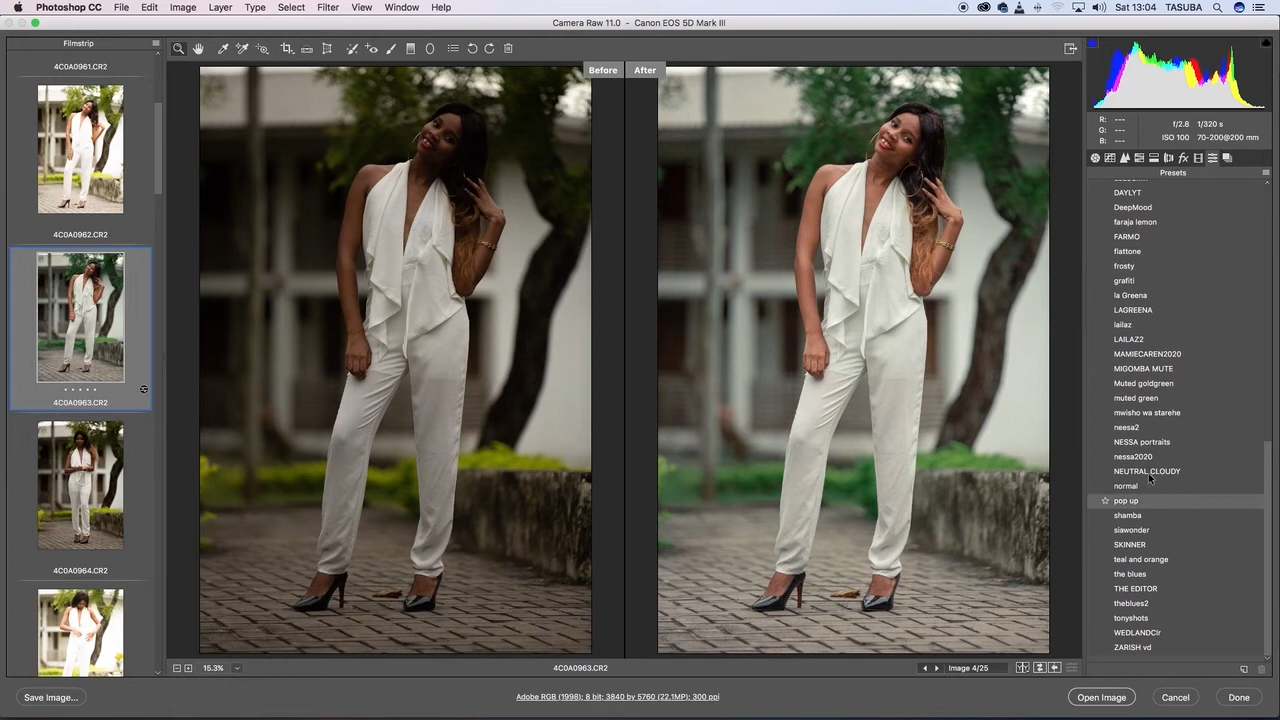 Photoshop CC File Edit Image Layer Type Select Filter View Window Help Sat 13:04 TASUBA
Camera Raw 11.0 - Canon EOS 5D Mark III
Filmstrip
4C0A0961.CR2
4C0A0962.CR2
4C0A0963.CR2
4C0A0964.CR2
Before After
R: ---
G: ---
B: ---
f/2.8 1/320 s
ISO 100 70-200@200 mm
Presets
DAYLYT
DeepMood
faraja lemon
FARMO
flattone
frosty
grafiti
la Greena
LAGREENA
lailaz
LAILAZ2
MAMIECAREN2020
MIGOMBA MUTE
Muted goldgreen
muted green
mwisho wa starehe
neesa2
NESSA portraits
nessa2020
NEUTRAL CLOUDY
normal
pop up
shamba
siawonder
SKINNER
teal and orange
the blues
THE EDITOR
theblues2
tonyshots
WEDLANDClr
ZARISH vd
15.3% 4C0A0963.CR2 Image 4/25
Save Image... Adobe RGB (1998); 8 bit; 3840 by 5760 (22.1MP); 300 ppi Open Image Cancel Done